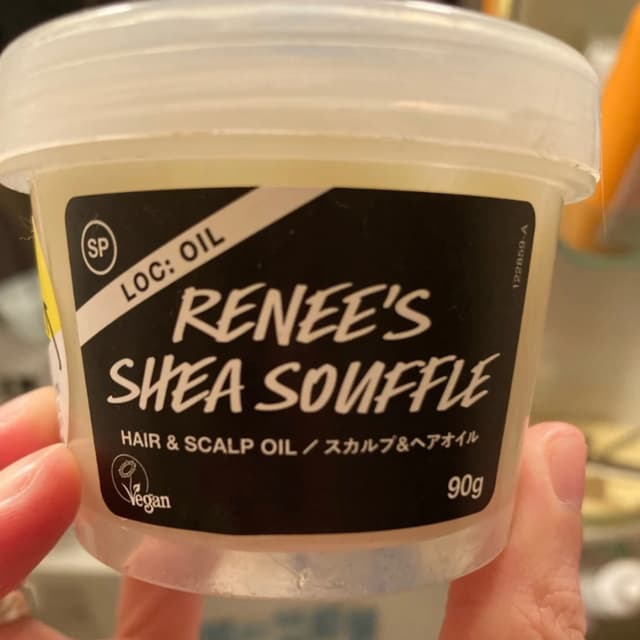 SP
LOC: OIL
122859-A
RENEE'S
SHEA SOUFFLE
HAIR & SCALP OIL / スカルプ&ヘアオイル
Vegan
90g